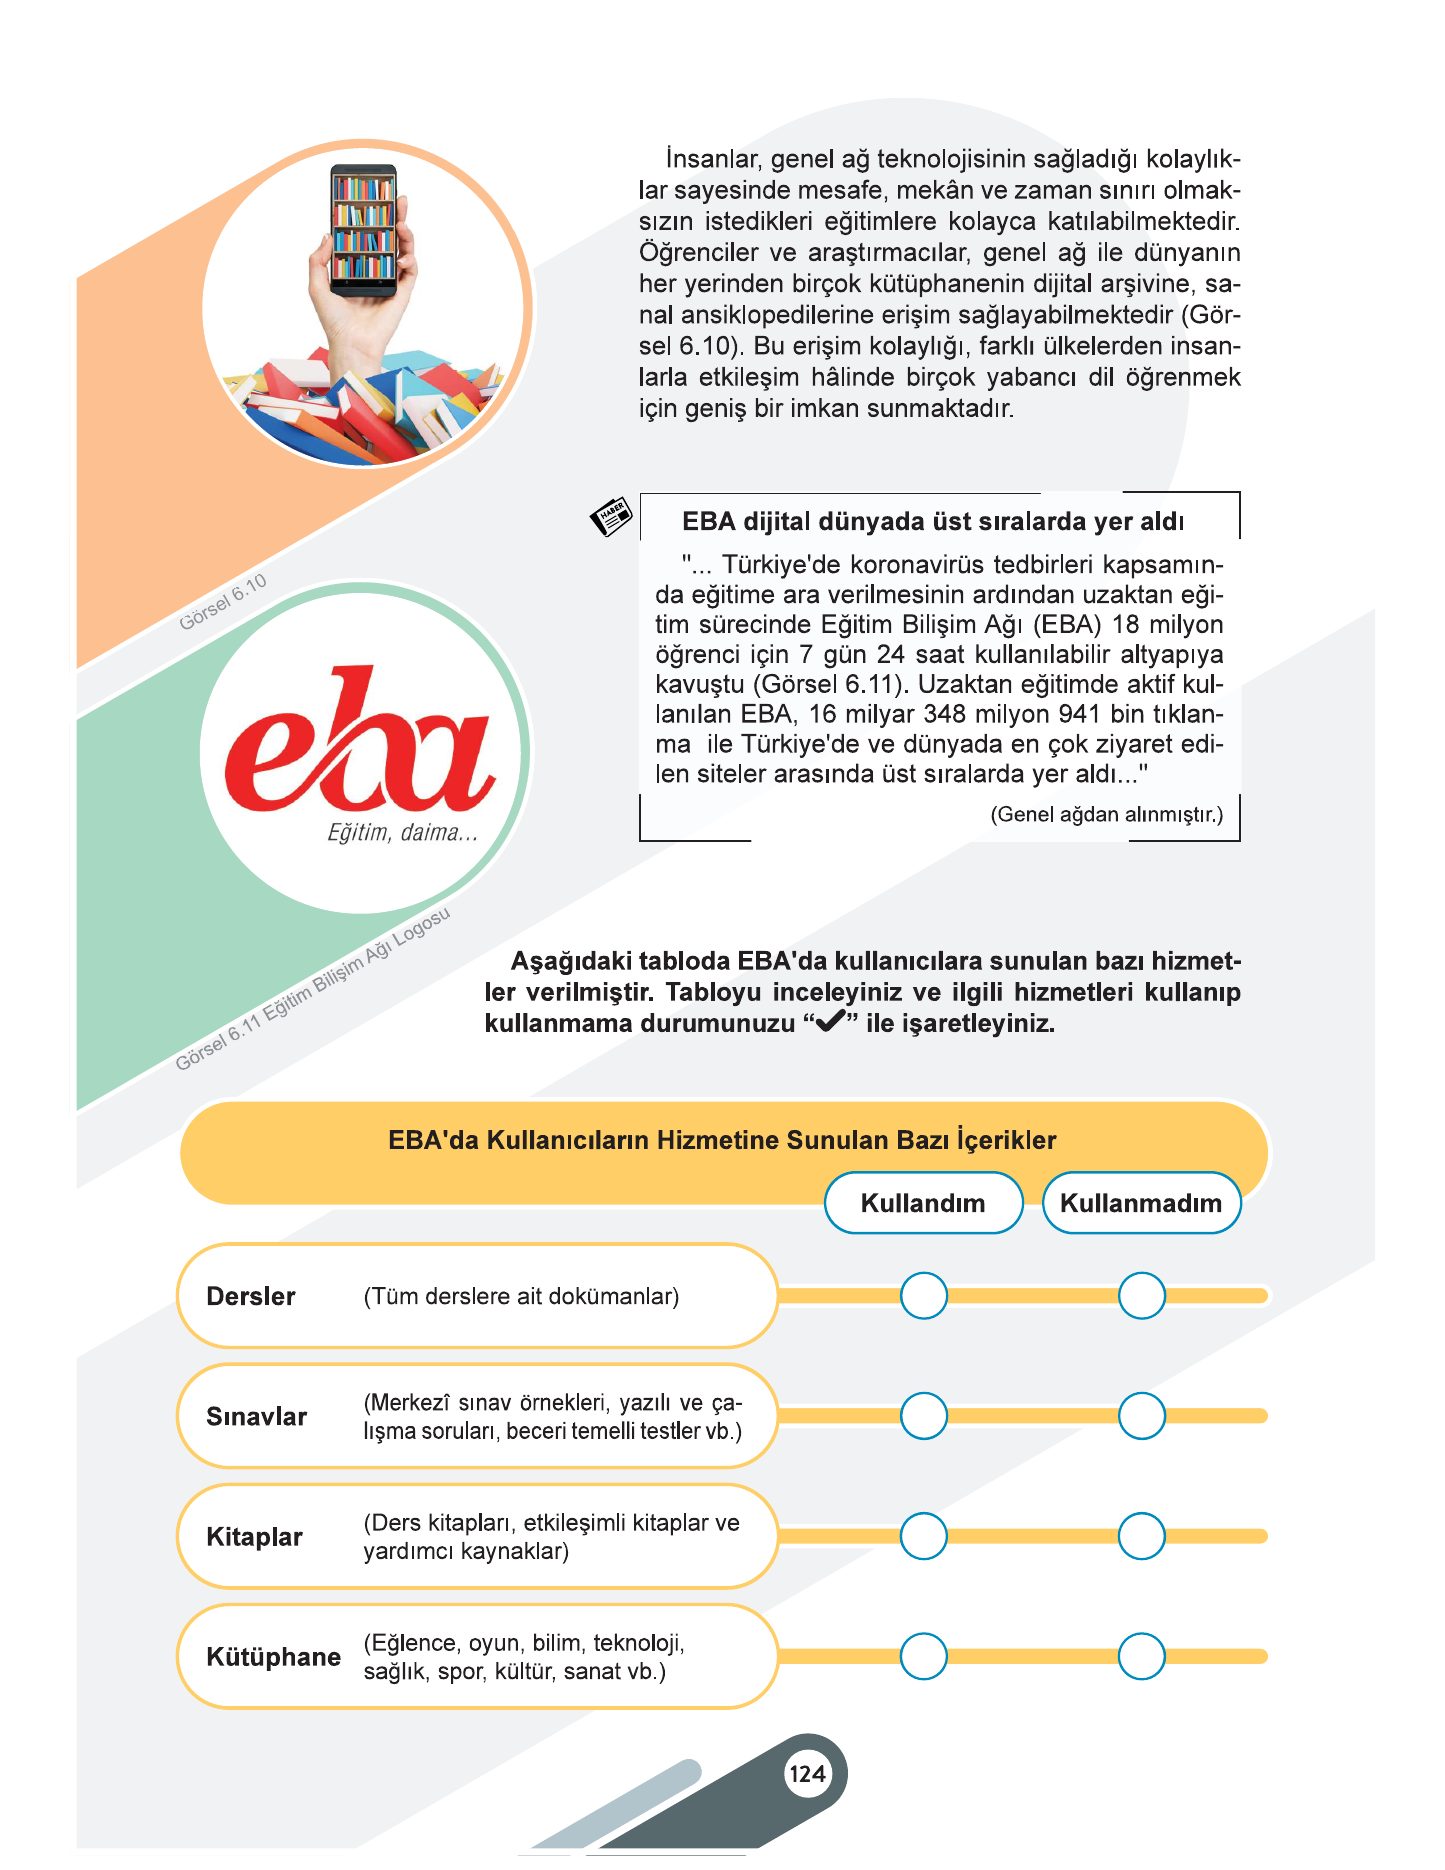 İnsanlar, genel ağ teknolojisinin sağladığı kolaylık-
lar sayesinde mesafe, mekân ve zaman sınırı olmak-
sızın istedikleri eğitimlere kolayca katılabilmektedir.
Öğrenciler ve araştırmacılar, genel ağ ile dünyanın
her yerinden birçok kütüphanenin dijital arşivine, sa-
nal ansiklopedilerine erişim sağlayabilmektedir (Gör-
sel 6.10). Bu erişim kolaylığı, farklı ülkelerden insan-
larla etkileşim hâlinde birçok yabancı dil öğrenmek
için geniş bir imkan sunmaktadır.
Görsel 6.10
HABER
EBA dijital dünyada üst sıralarda yer aldı
"... Türkiye'de koronavirüs tedbirleri kapsamın-
da eğitime ara verilmesinin ardından uzaktan eği-
tim sürecinde Eğitim Bilişim Ağı (EBA) 18 milyon
öğrenci için 7 gün 24 saat kullanılabilir altyapıya
kavuştu (Görsel 6.11). Uzaktan eğitimde aktif kul-
lanılan EBA, 16 milyar 348 milyon 941 bin tıklan-
ma ile Türkiye'de ve dünyada en çok ziyaret edi-
len siteler arasında üst sıralarda yer aldı..."
(Genel ağdan alınmıştır.)
eba
Eğitim, daima...
Görsel 6.11 Eğitim Bilişim Ağı Logosu
Aşağıdaki tabloda EBA'da kullanıcılara sunulan bazı hizmet-
ler verilmiştir. Tabloyu inceleyiniz ve ilgili hizmetleri kullanıp
kullanmama durumunuzu “✔” ile işaretleyiniz.
EBA'da Kullanıcıların Hizmetine Sunulan Bazı İçerikler
Kullandım Kullanmadım
Dersler (Tüm derslere ait dokümanlar)
Sınavlar (Merkezî sınav örnekleri, yazılı ve ça-
lışma soruları, beceri temelli testler vb.)
Kitaplar (Ders kitapları, etkileşimli kitaplar ve
yardımcı kaynaklar)
Kütüphane (Eğlence, oyun, bilim, teknoloji,
sağlık, spor, kültür, sanat vb.)
124